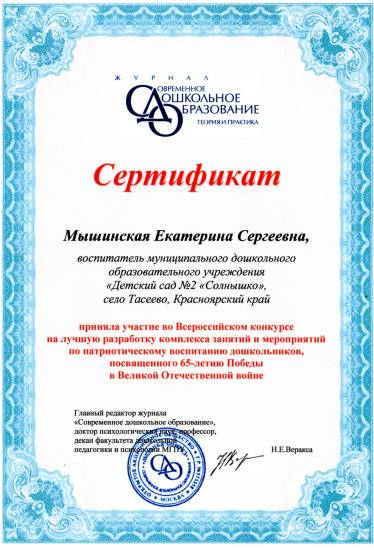 ЖУРНАЛ
СОВРЕМЕННОЕ
ДОШКОЛЬНОЕ
ОБРАЗОВАНИЕ
ТЕОРИЯ И ПРАКТИКА
Сертификат
Мышинская Екатерина Сергеевна,
воспитатель муниципального дошкольного
образовательного учреждения
«Детский сад №2 «Солнышко»,
село Тасеево, Красноярский край
приняла участие во Всероссийском конкурсе
на лучшую разработку комплекса занятий и мероприятий
по патриотическому воспитанию дошкольников,
посвященного 65-летию Победы
в Великой Отечественной войне
Главный редактор журнала
«Современное дошкольное образование»,
доктор психологических наук, профессор,
декан факультета дошкольной
педагогики и психологии МГППУ
Н.Е.Веракса
МОСКВА